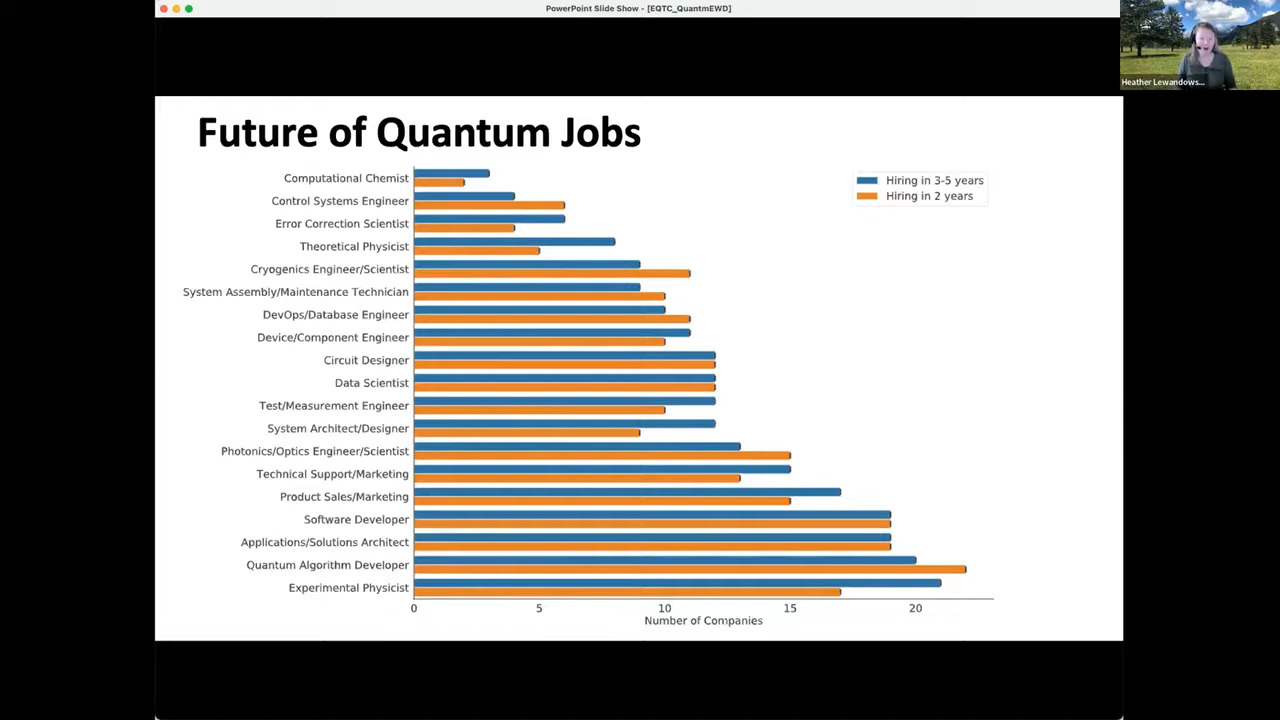 PowerPoint Slide Show - [EQTC_QuantmEWD]
Heather Lewandows...
Future of Quantum Jobs
Hiring in 3-5 years
Hiring in 2 years
Computational Chemist
Control Systems Engineer
Error Correction Scientist
Theoretical Physicist
Cryogenics Engineer/Scientist
System Assembly/Maintenance Technician
DevOps/Database Engineer
Device/Component Engineer
Circuit Designer
Data Scientist
Test/Measurement Engineer
System Architect/Designer
Photonics/Optics Engineer/Scientist
Technical Support/Marketing
Product Sales/Marketing
Software Developer
Applications/Solutions Architect
Quantum Algorithm Developer
Experimental Physicist
0 5 10 15 20
Number of Companies